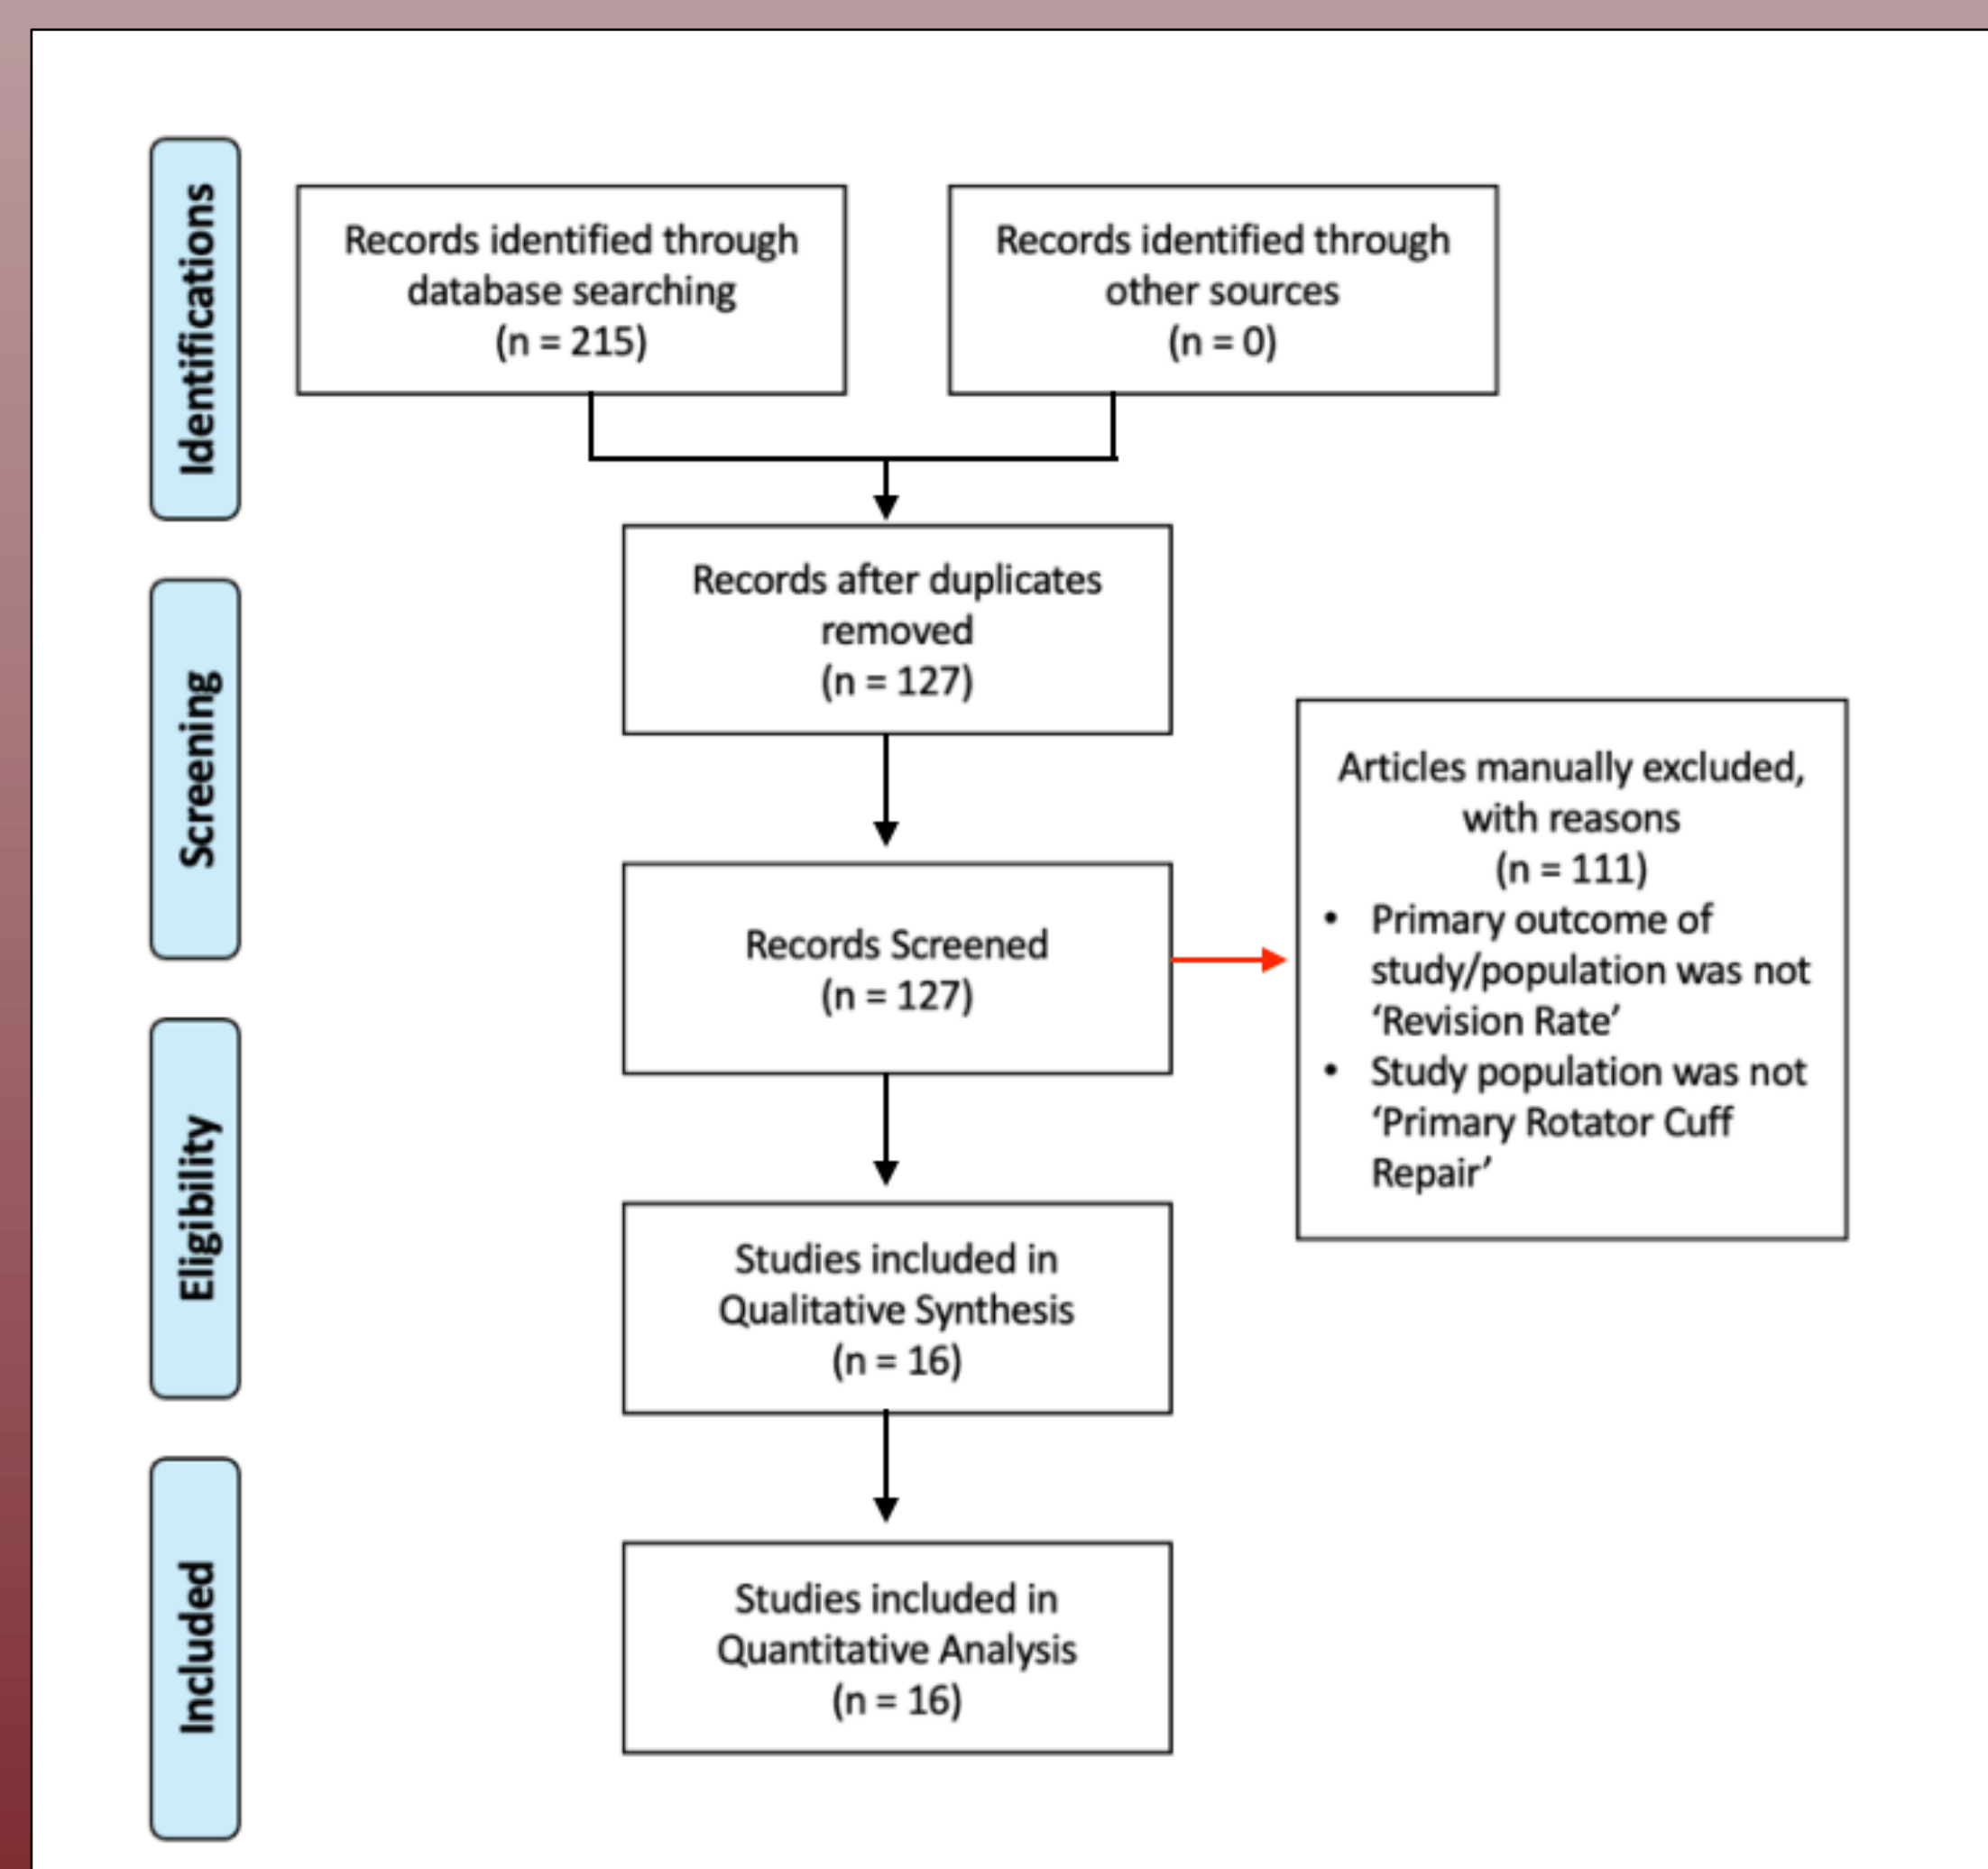 Identifications
Records identified through
database searching
(n = 215)
Records identified through
other sources
(n = 0)
Screening
Records after duplicates
removed
(n = 127)
Records Screened
(n = 127)
Articles manually excluded,
with reasons
(n = 111)
• Primary outcome of
study/population was not
‘Revision Rate’
• Study population was not
‘Primary Rotator Cuff
Repair’
Eligibility
Studies included in
Qualitative Synthesis
(n = 16)
Included
Studies included in
Quantitative Analysis
(n = 16)